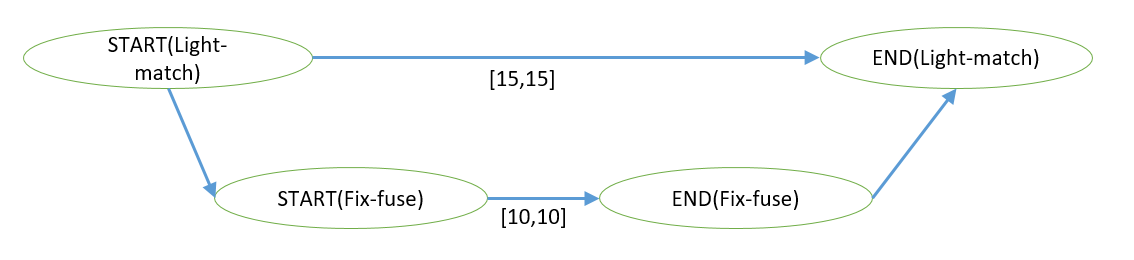 START(Light-
match)
END(Light-match)
[15,15]
START(Fix-fuse)
END(Fix-fuse)
[10,10]